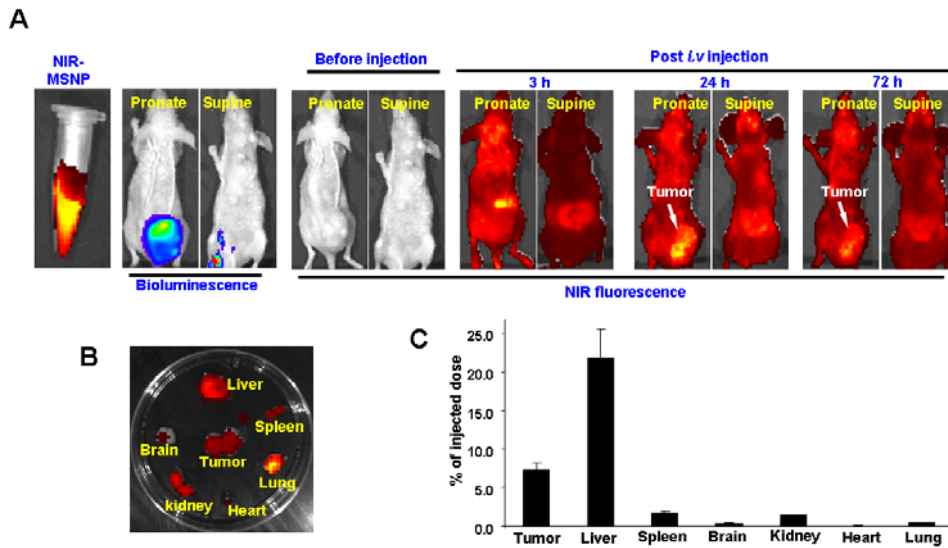 A
NIR-
MSNP
Before injection
Post i.v injection
3 h
24 h
72 h
Pronate Supine
Pronate Supine
Pronate Supine
Pronate Supine
Pronate Supine
Tumor
Tumor
Bioluminescence
NIR fluorescence
B
Liver
Spleen
Brain
Tumor
Lung
kidney
Heart
C
% of injected dose
25.0
20.0
15.0
10.0
5.0
0.0
Tumor Liver Spleen Brain Kidney Heart Lung